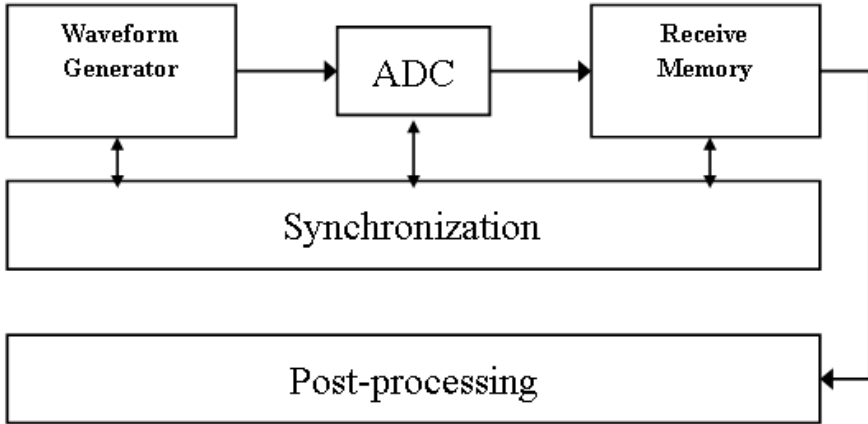 Waveform
Generator
ADC
Receive
Memory
Synchronization
Post-processing